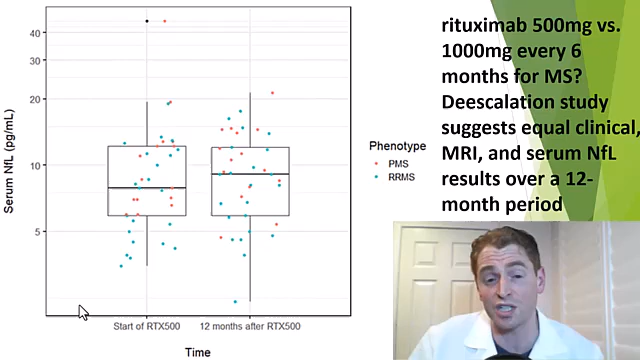 rituximab 500mg vs.
1000mg every 6
months for MS?
Deescalation study
suggests equal clinical,
MRI, and serum NfL
results over a 12-
month period
Serum NfL (pg/mL)
40
30
20
10
5
Start of RTX500
12 months after RTX500
Time
Phenotype
PMS
RRMS